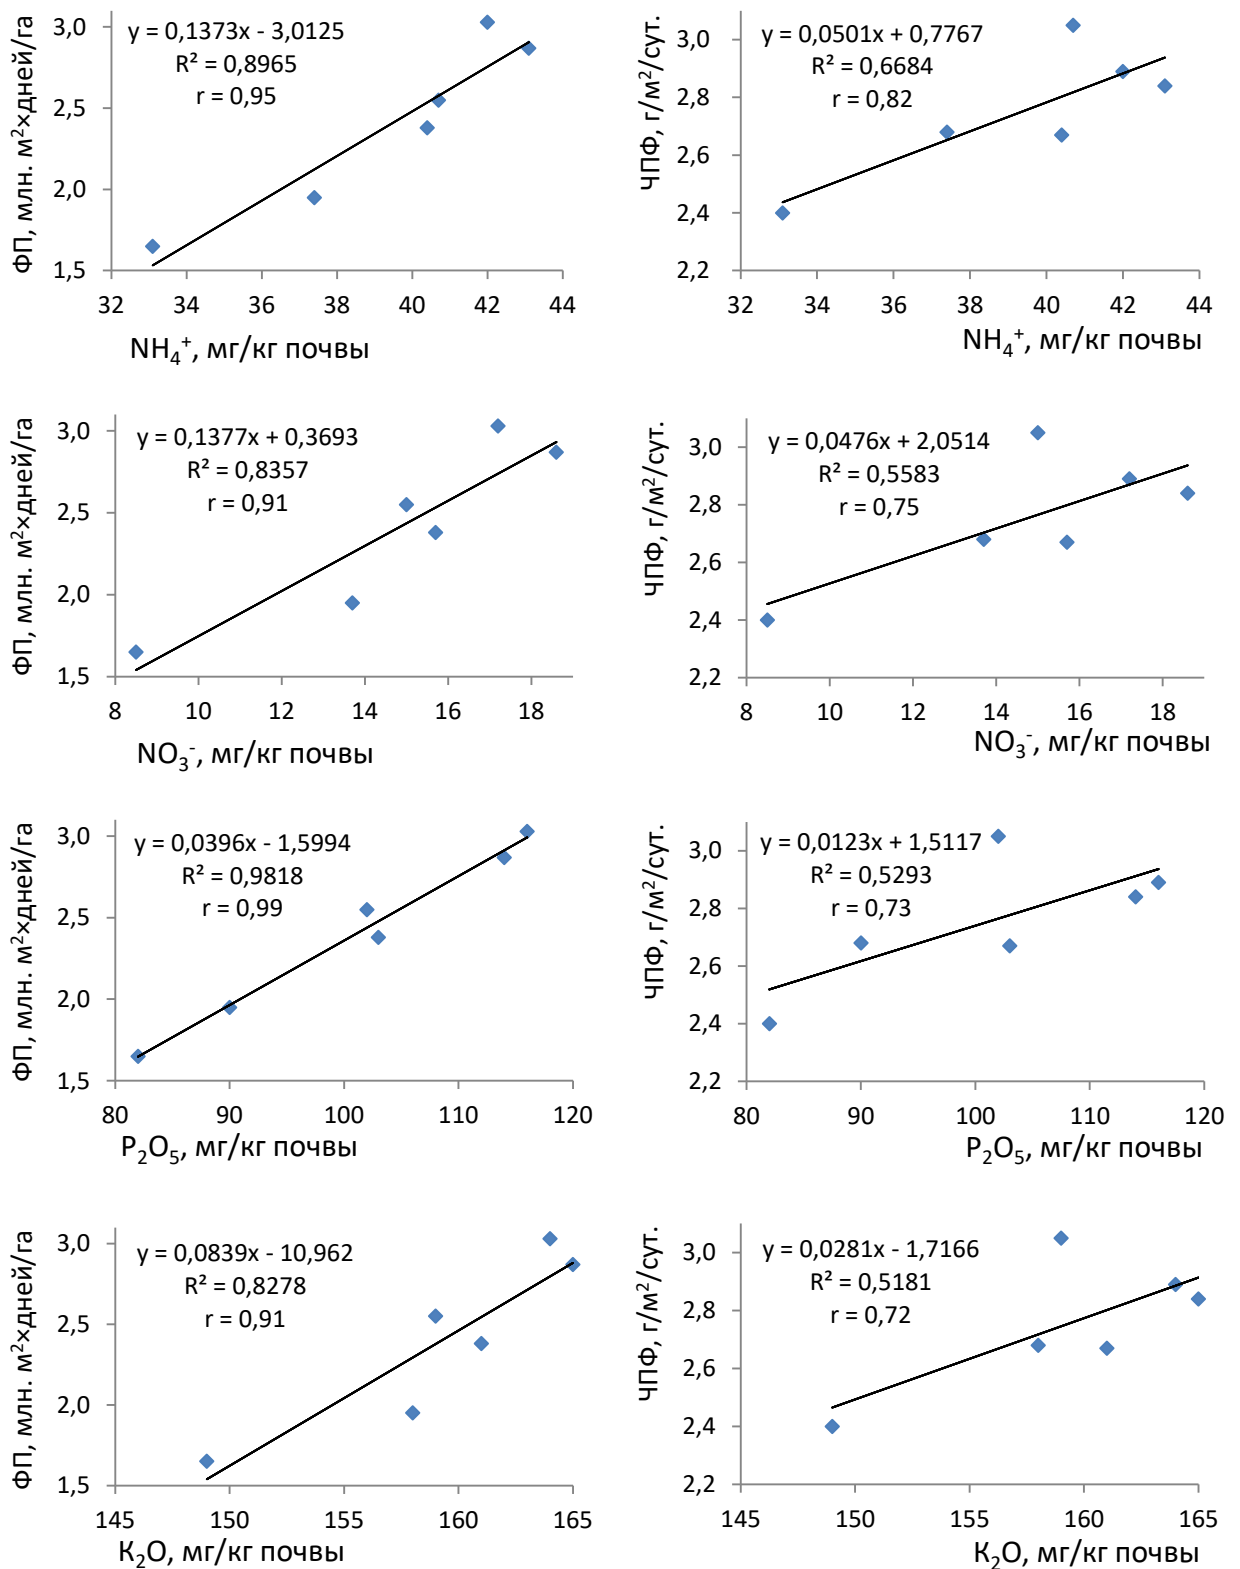 ФП, млн. м²×дней/га
y = 0,1373x - 3,0125
R² = 0,8965
r = 0,95
3,0
2,5
2,0
1,5
32 34 36 38 40 42 44
NH₄⁺, мг/кг почвы
ЧПФ, г/м²/сут.
y = 0,0501x + 0,7767
R² = 0,6684
r = 0,82
3,0
2,8
2,6
2,4
2,2
32 34 36 38 40 42 44
NH₄⁺, мг/кг почвы
ФП, млн. м²×дней/га
y = 0,1377x + 0,3693
R² = 0,8357
r = 0,91
3,0
2,5
2,0
1,5
8 10 12 14 16 18
NO₃⁻, мг/кг почвы
ЧПФ, г/м²/сут.
y = 0,0476x + 2,0514
R² = 0,5583
r = 0,75
3,0
2,8
2,6
2,4
2,2
8 10 12 14 16 18
NO₃⁻, мг/кг почвы
ФП, млн. м²×дней/га
y = 0,0396x - 1,5994
R² = 0,9818
r = 0,99
3,0
2,5
2,0
1,5
80 90 100 110 120
P₂O₅, мг/кг почвы
ЧПФ, г/м²/сут.
y = 0,0123x + 1,5117
R² = 0,5293
r = 0,73
3,0
2,8
2,6
2,4
2,2
80 90 100 110 120
P₂O₅, мг/кг почвы
ФП, млн. м²×дней/га
y = 0,0839x - 10,962
R² = 0,8278
r = 0,91
3,0
2,5
2,0
1,5
145 150 155 160 165
K₂O, мг/кг почвы
ЧПФ, г/м²/сут.
y = 0,0281x - 1,7166
R² = 0,5181
r = 0,72
3,0
2,8
2,6
2,4
2,2
145 150 155 160 165
K₂O, мг/кг почвы